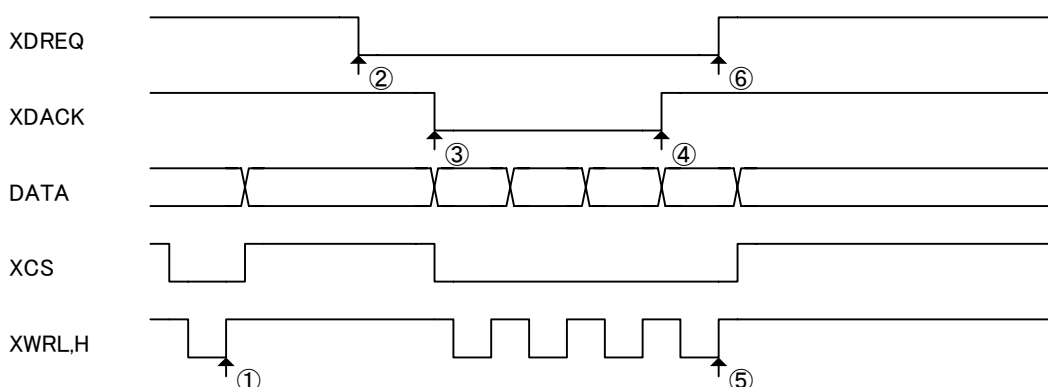 XDREQ
② ⑥
XDACK
③ ④
DATA
XCS
XWRL,H
① ⑤